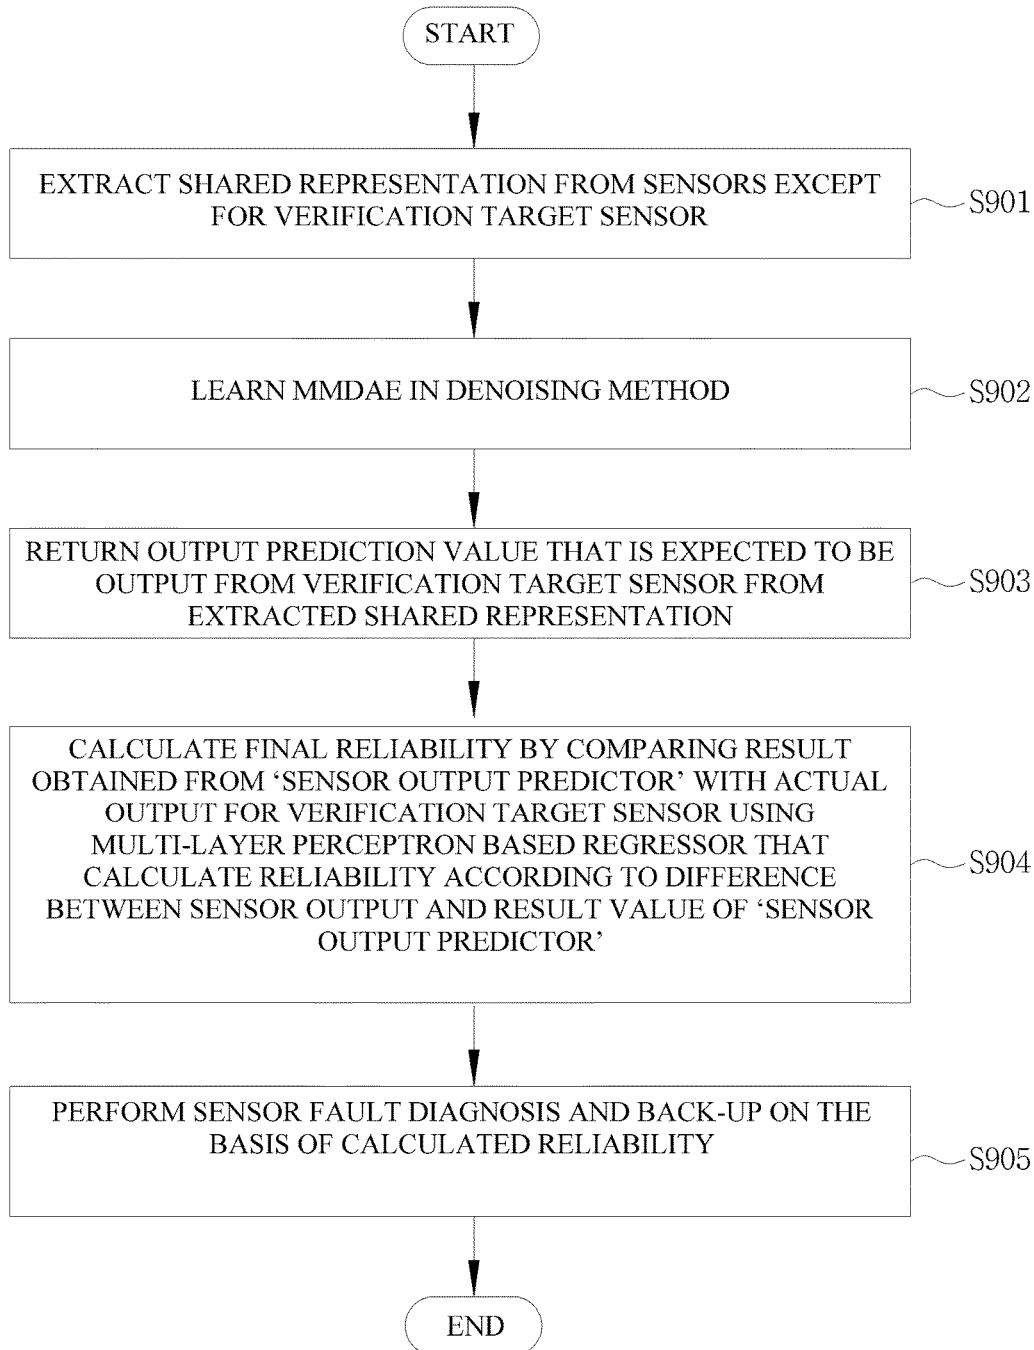 START
EXTRACT SHARED REPRESENTATION FROM SENSORS EXCEPT
FOR VERIFICATION TARGET SENSOR
S901
LEARN MMDAE IN DENOISING METHOD
S902
RETURN OUTPUT PREDICTION VALUE THAT IS EXPECTED TO BE
OUTPUT FROM VERIFICATION TARGET SENSOR FROM
EXTRACTED SHARED REPRESENTATION
S903
CALCULATE FINAL RELIABILITY BY COMPARING RESULT
OBTAINED FROM ‘SENSOR OUTPUT PREDICTOR’ WITH ACTUAL
OUTPUT FOR VERIFICATION TARGET SENSOR USING
MULTI-LAYER PERCEPTRON BASED REGRESSOR THAT
CALCULATE RELIABILITY ACCORDING TO DIFFERENCE
BETWEEN SENSOR OUTPUT AND RESULT VALUE OF ‘SENSOR
OUTPUT PREDICTOR’
S904
PERFORM SENSOR FAULT DIAGNOSIS AND BACK-UP ON THE
BASIS OF CALCULATED RELIABILITY
S905
END